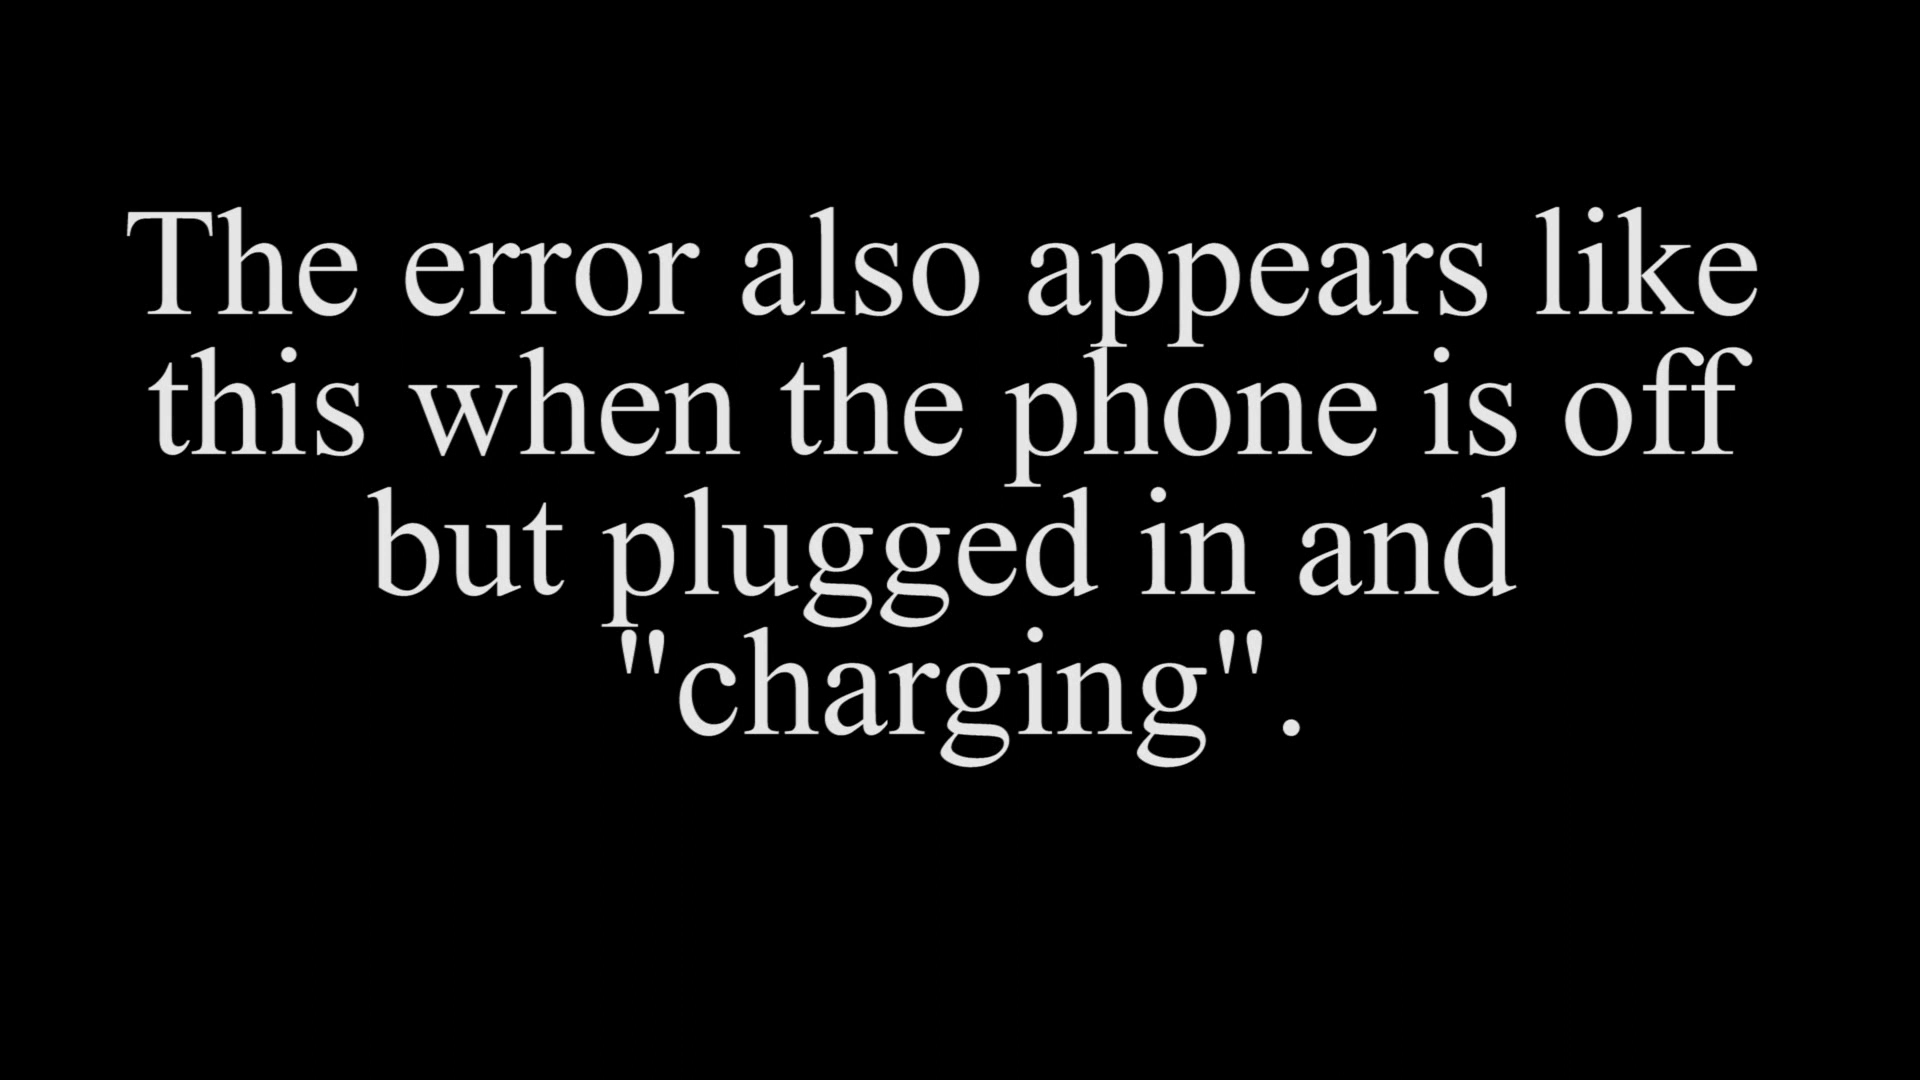 The error also appears like
this when the phone is off
but plugged in and
"charging".